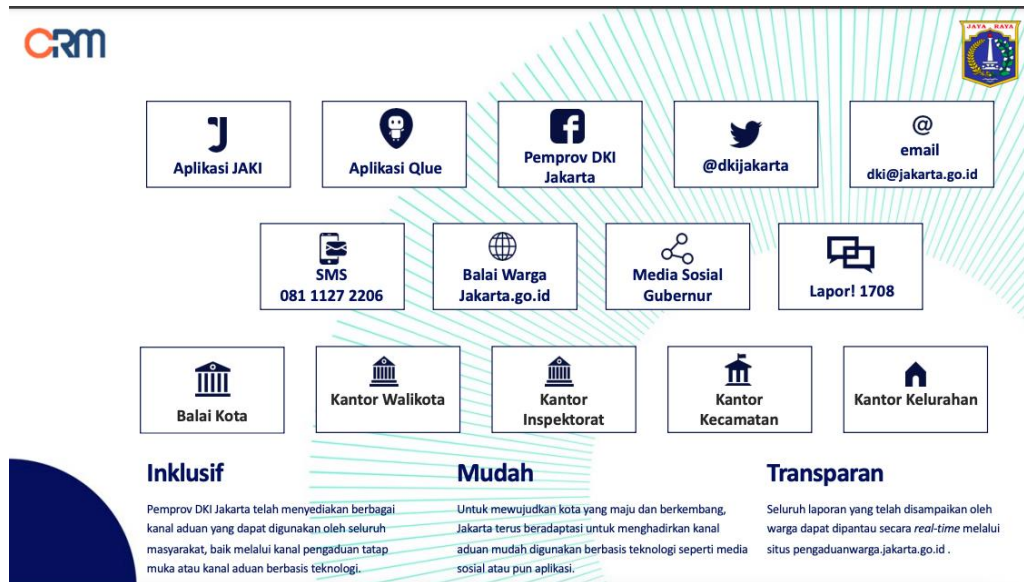 CRM
JAYA RAYA
Aplikasi JAKI
Aplikasi Qlue
Pemprov DKI
Jakarta
@dkijakarta
@
email
dki@jakarta.go.id
SMS
081 1127 2206
Balai Warga
Jakarta.go.id
Media Sosial
Gubernur
Lapor! 1708
Balai Kota
Kantor Walikota
Kantor
Inspektorat
Kantor
Kecamatan
Kantor Kelurahan
Inklusif
Pemprov DKI Jakarta telah menyediakan berbagai
kanal aduan yang dapat digunakan oleh seluruh
masyarakat, baik melalui kanal pengaduan tatap
muka atau kanal aduan berbasis teknologi.
Mudah
Untuk mewujudkan kota yang maju dan berkembang,
Jakarta terus beradaptasi untuk menghadirkan kanal
aduan mudah digunakan berbasis teknologi seperti media
sosial atau pun aplikasi.
Transparan
Seluruh laporan yang telah disampaikan oleh
warga dapat dipantau secara real-time melalui
situs pengaduanwarga.jakarta.go.id .